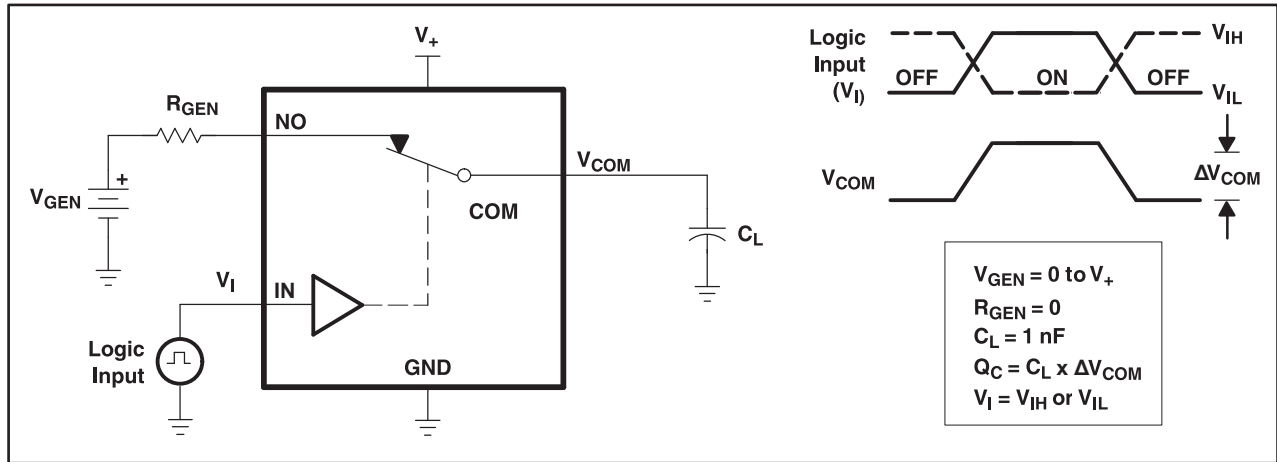 V+
RGEN
NO
VCOM
VGEN
+
COM
CL
VI
IN
Logic
Input
GND
Logic
Input
(VI)
OFF
ON
OFF
VIH
VIL
VCOM
ΔVCOM
VGEN = 0 to V+
RGEN = 0
CL = 1 nF
QC = CL x ΔVCOM
VI = VIH or VIL